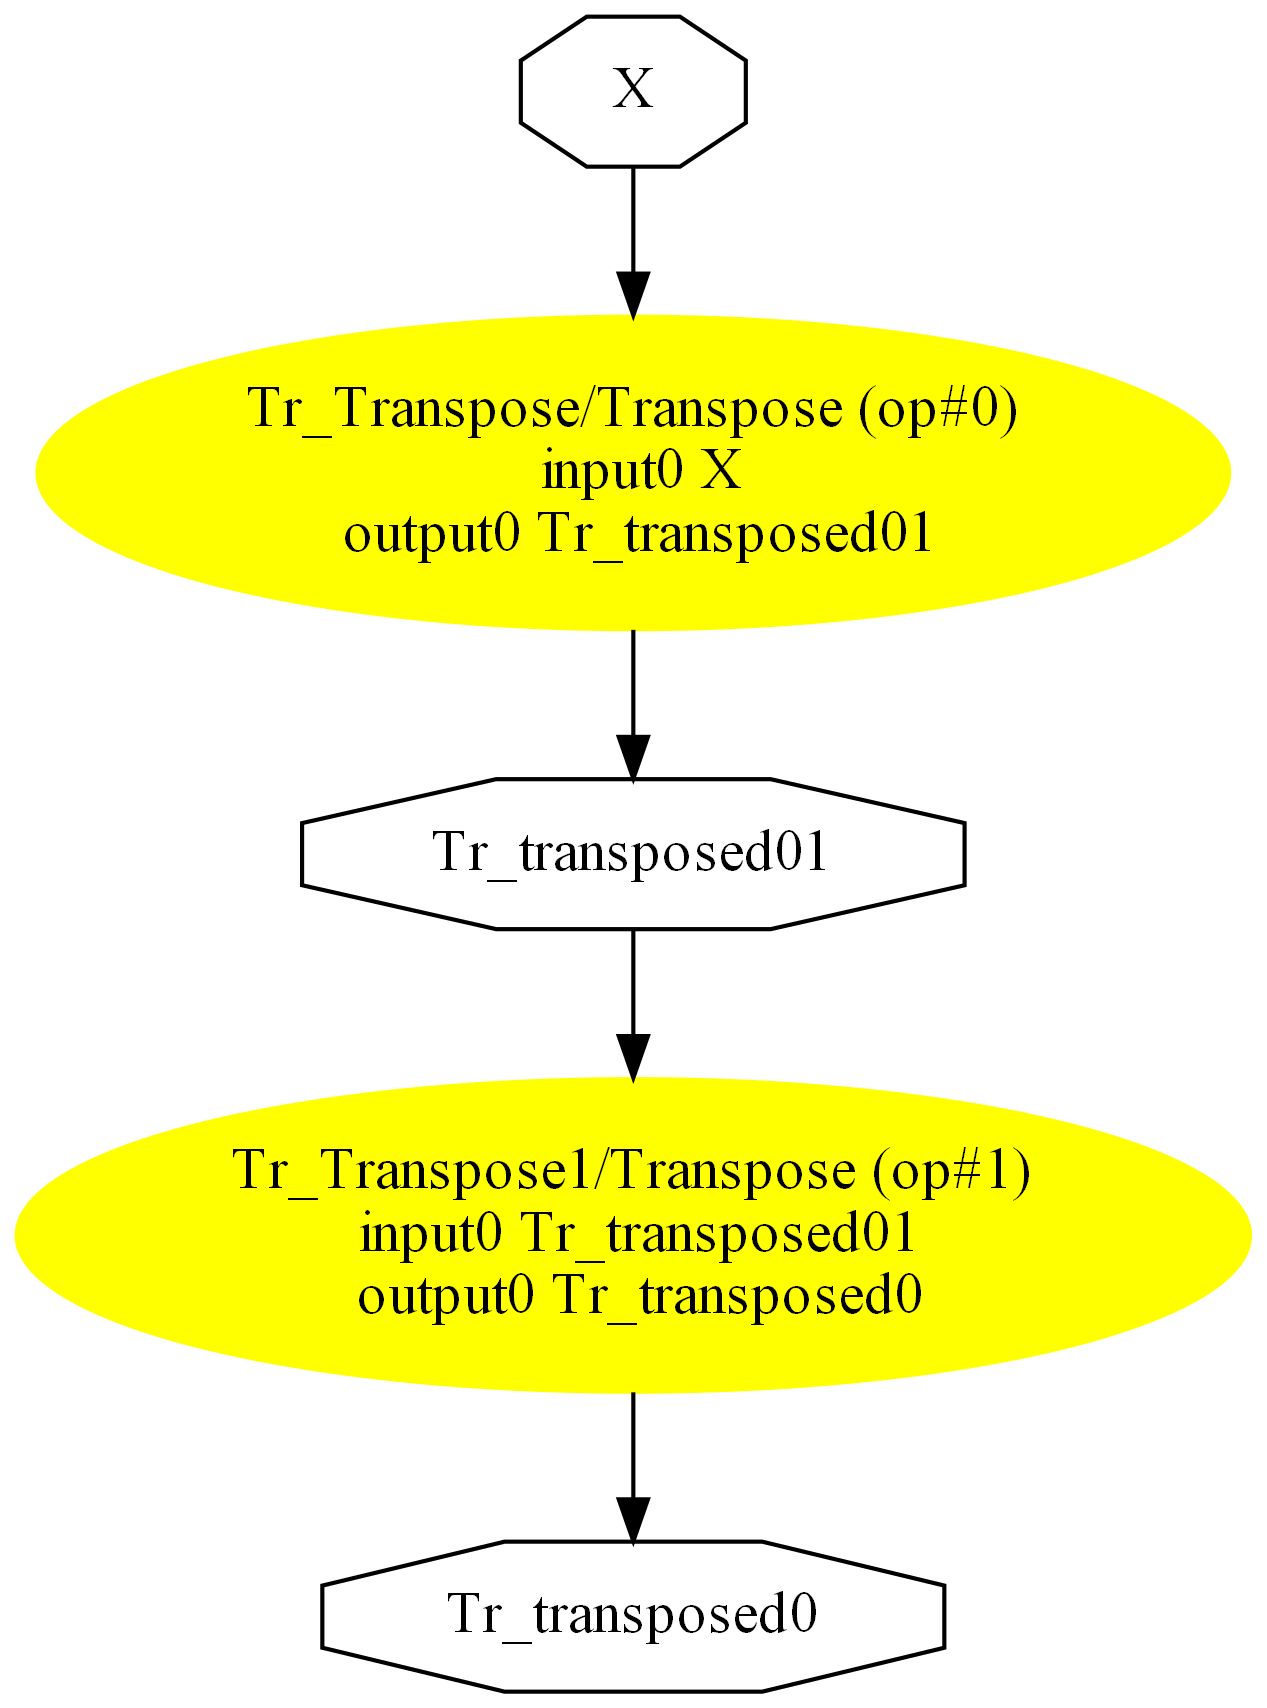 X
Tr_Transpose/Transpose (op#0)
input0 X
output0 Tr_transposed01
Tr_transposed01
Tr_Transpose1/Transpose (op#1)
input0 Tr_transposed01
output0 Tr_transposed0
Tr_transposed0